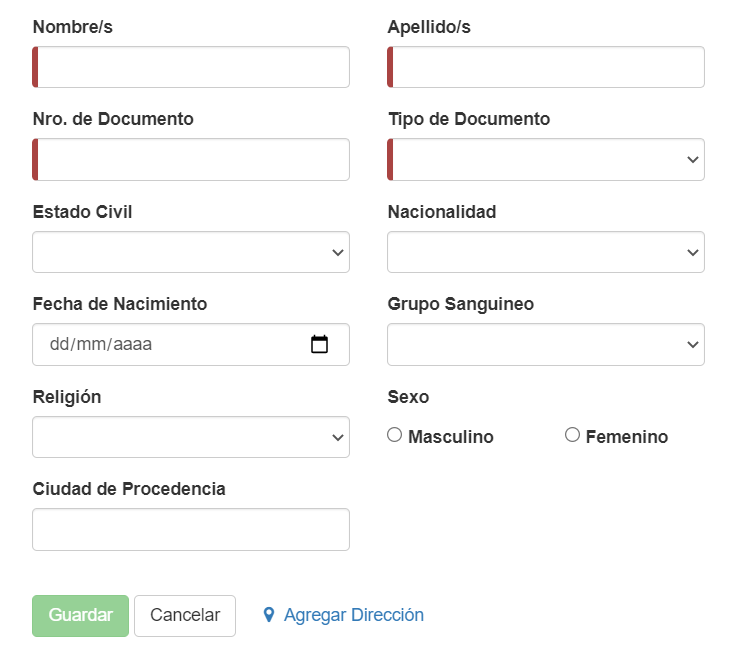 Nombre/s
Apellido/s
Nro. de Documento
Tipo de Documento
Estado Civil
Nacionalidad
Fecha de Nacimiento
Grupo Sanguineo
dd/mm/aaaa
Religión
Sexo
Masculino
Femenino
Ciudad de Procedencia
Guardar
Cancelar
Agregar Dirección